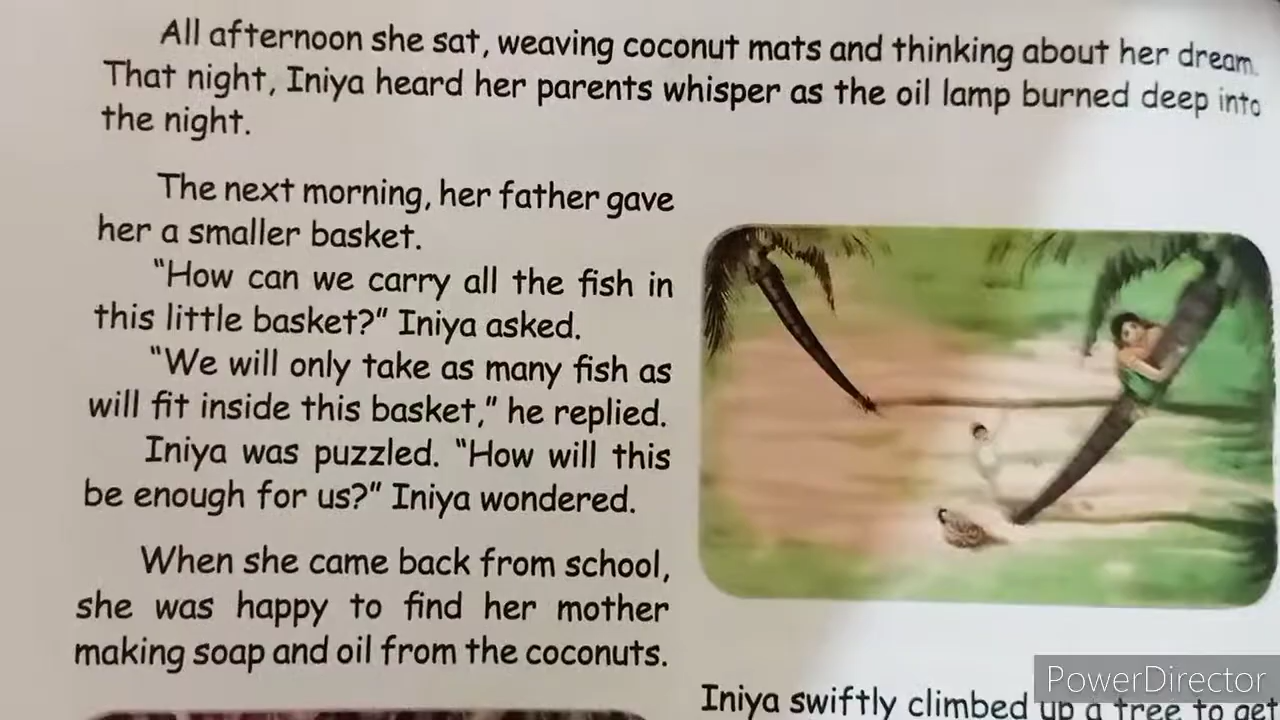 All afternoon she sat, weaving coconut mats and thinking about her dream.
That night, Iniya heard her parents whisper as the oil lamp burned deep into
the night.
The next morning, her father gave
her a smaller basket.
"How can we carry all the fish in
this little basket?" Iniya asked.
"We will only take as many fish as
will fit inside this basket," he replied.
Iniya was puzzled. "How will this
be enough for us?" Iniya wondered.
When she came back from school,
she was happy to find her mother
making soap and oil from the coconuts.
Iniya swiftly climbed up a tree to get
PowerDirector